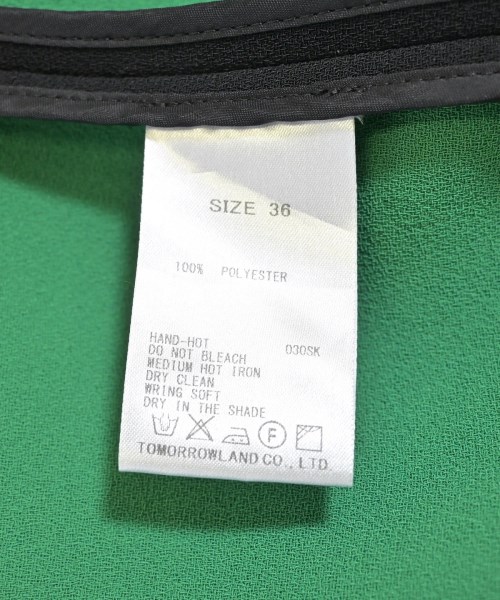 SIZE 36
100% POLYESTER
HAND-HOT 030SK
DO NOT BLEACH
MEDIUM HOT IRON
DRY CLEAN
WRING SOFT
DRY IN THE SHADE
F
TOMORROWLAND CO., LTD.